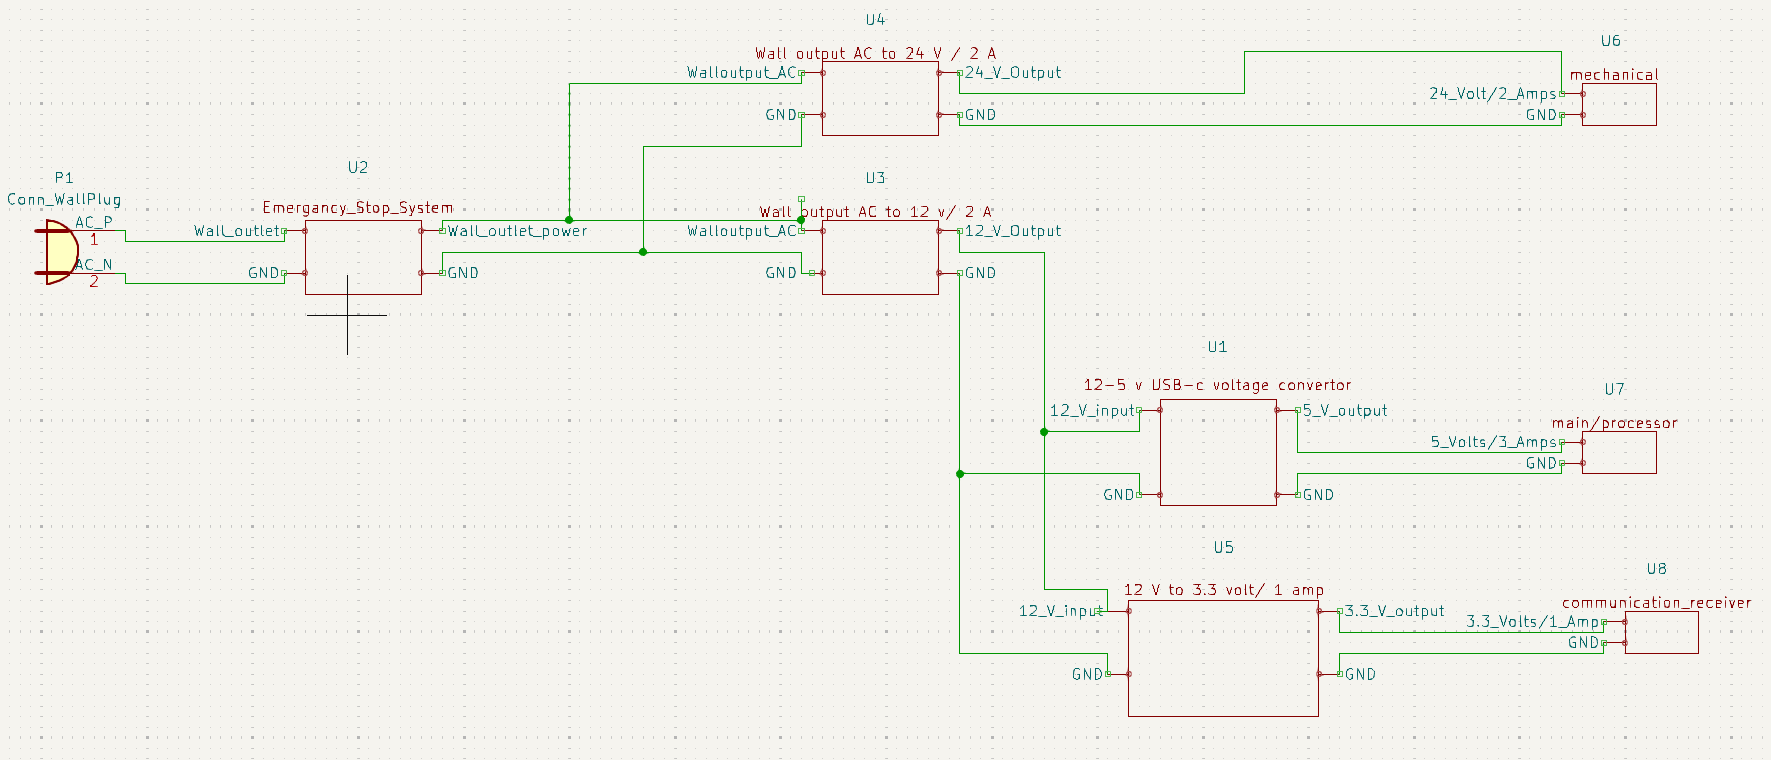 U4
Wall output AC to 24 V / 2 A
Walloutput_AC
24_V_Output
GND
GND
U6
mechanical
24_Volt/2_Amps
GND
P1
Conn_WallPlug
AC_P
1
AC_N
2
U2
Emergancy_Stop_System
Wall_outlet
Wall_outlet_power
GND
GND
U3
Wall output AC to 12 v/ 2 A
Walloutput_AC
12_V_Output
GND
GND
U1
12-5 v USB-c voltage convertor
12_V_input
5_V_output
GND
GND
U7
main/processor
5_Volts/3_Amps
GND
U5
12 V to 3.3 volt/ 1 amp
12_V_input
3.3_V_output
GND
GND
U8
communication_receiver
3.3_Volts/1_Amp
GND